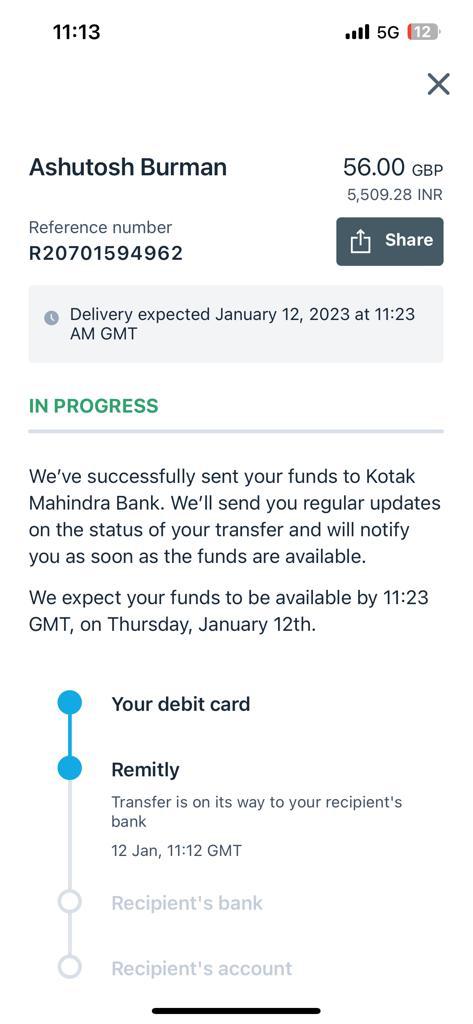 11:13 5G 12
Ashutosh Burman 56.00 GBP
5,509.28 INR
Reference number
R20701594962
Share
Delivery expected January 12, 2023 at 11:23
AM GMT
IN PROGRESS
We’ve successfully sent your funds to Kotak
Mahindra Bank. We’ll send you regular updates
on the status of your transfer and will notify
you as soon as the funds are available.
We expect your funds to be available by 11:23
GMT, on Thursday, January 12th.
Your debit card
Remitly
Transfer is on its way to your recipient's
bank
12 Jan, 11:12 GMT
Recipient's bank
Recipient's account